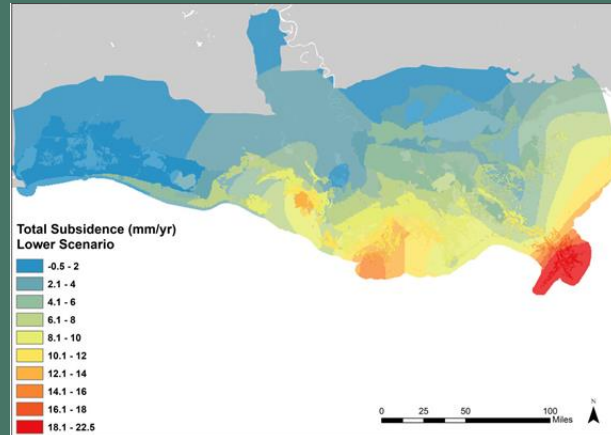 Total Subsidence (mm/yr)
Lower Scenario
-0.5 - 2
2.1 - 4
4.1 - 6
6.1 - 8
8.1 - 10
10.1 - 12
12.1 - 14
14.1 - 16
16.1 - 18
18.1 - 22.5
0 25 50 100
Miles
N